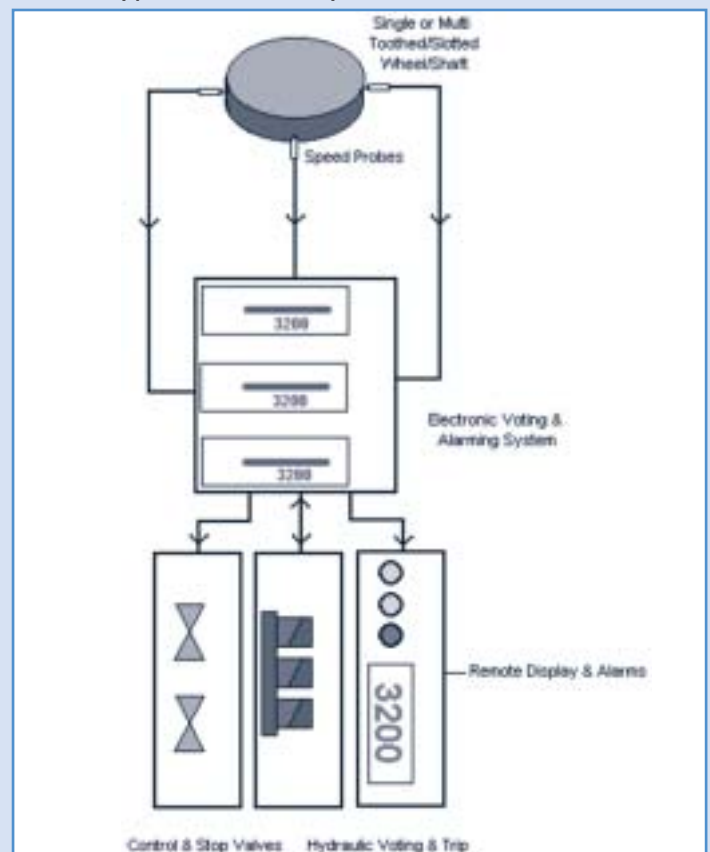 Single or Multi
Toothed/Slotted
Wheel/Shaft
Speed Probes
3200
3200
3200
Electronic Voting &
Alarming System
3200
Remote Display & Alarms
Control & Stop Valves
Hydraulic Voting & Trip